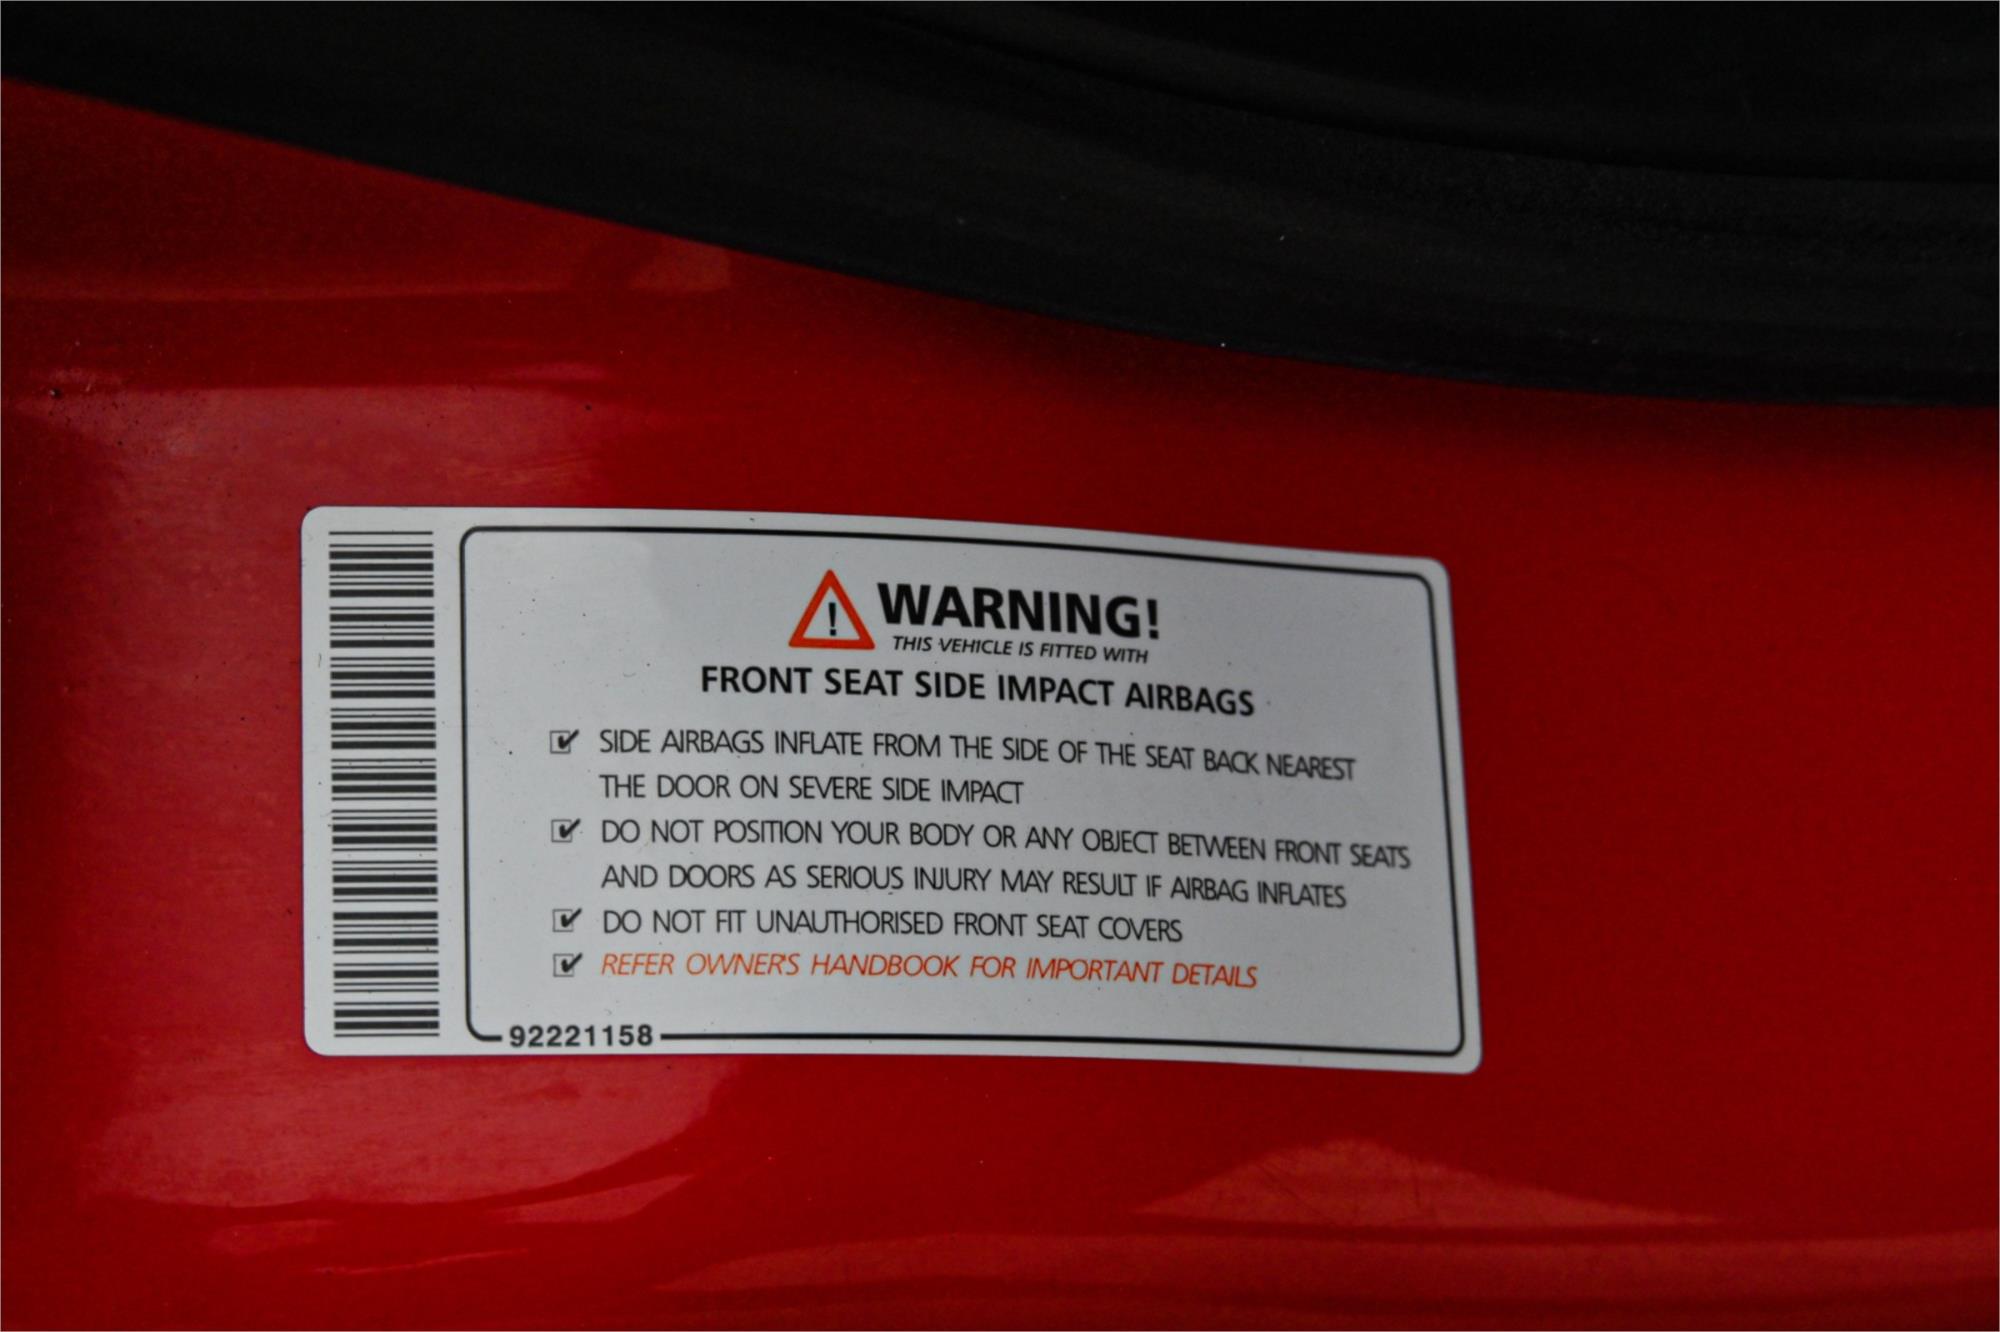 ! WARNING!
THIS VEHICLE IS FITTED WITH
FRONT SEAT SIDE IMPACT AIRBAGS
SIDE AIRBAGS INFLATE FROM THE SIDE OF THE SEAT BACK NEAREST
THE DOOR ON SEVERE SIDE IMPACT
DO NOT POSITION YOUR BODY OR ANY OBJECT BETWEEN FRONT SEATS
AND DOORS AS SERIOUS INJURY MAY RESULT IF AIRBAG INFLATES
DO NOT FIT UNAUTHORISED FRONT SEAT COVERS
REFER OWNER'S HANDBOOK FOR IMPORTANT DETAILS
92221158